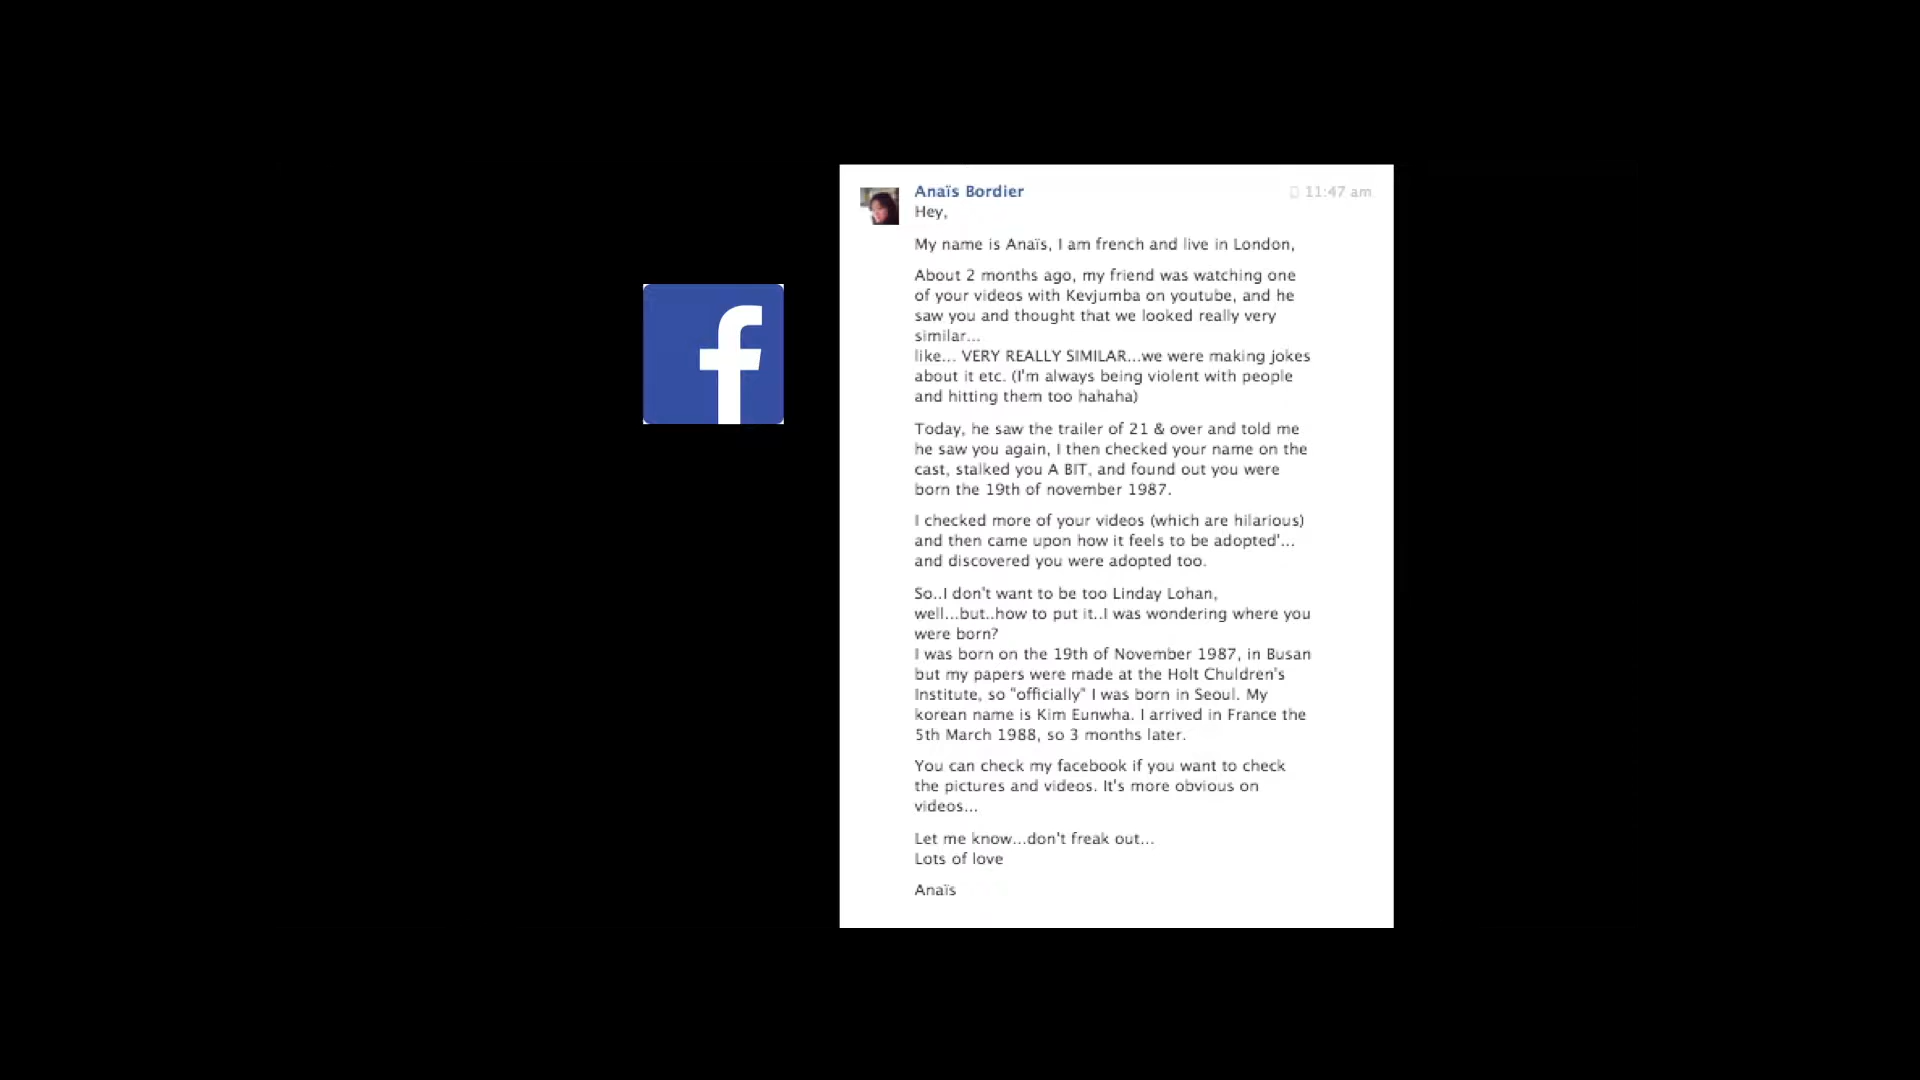 Anaïs Bordier
11:47 am
Hey,
My name is Anaïs, I am french and live in London,
About 2 months ago, my friend was watching one
of your videos with Kevjumba on youtube, and he
saw you and thought that we looked really very
similar...
like... VERY REALLY SIMILAR...we were making jokes
about it etc. (I'm always being violent with people
and hitting them too hahaha)
Today, he saw the trailer of 21 & over and told me
he saw you again, I then checked your name on the
cast, stalked you A BIT, and found out you were
born the 19th of november 1987.
I checked more of your videos (which are hilarious)
and then came upon how it feels to be adopted'...
and discovered you were adopted too.
So..I don't want to be too Linday Lohan,
well...but..how to put it..I was wondering where you
were born?
I was born on the 19th of November 1987, in Busan
but my papers were made at the Holt Chuldren's
Institute, so "officially" I was born in Seoul. My
korean name is Kim Eunwha. I arrived in France the
5th March 1988, so 3 months later.
You can check my facebook if you want to check
the pictures and videos. It's more obvious on
videos...
Let me know...don't freak out...
Lots of love
Anaïs